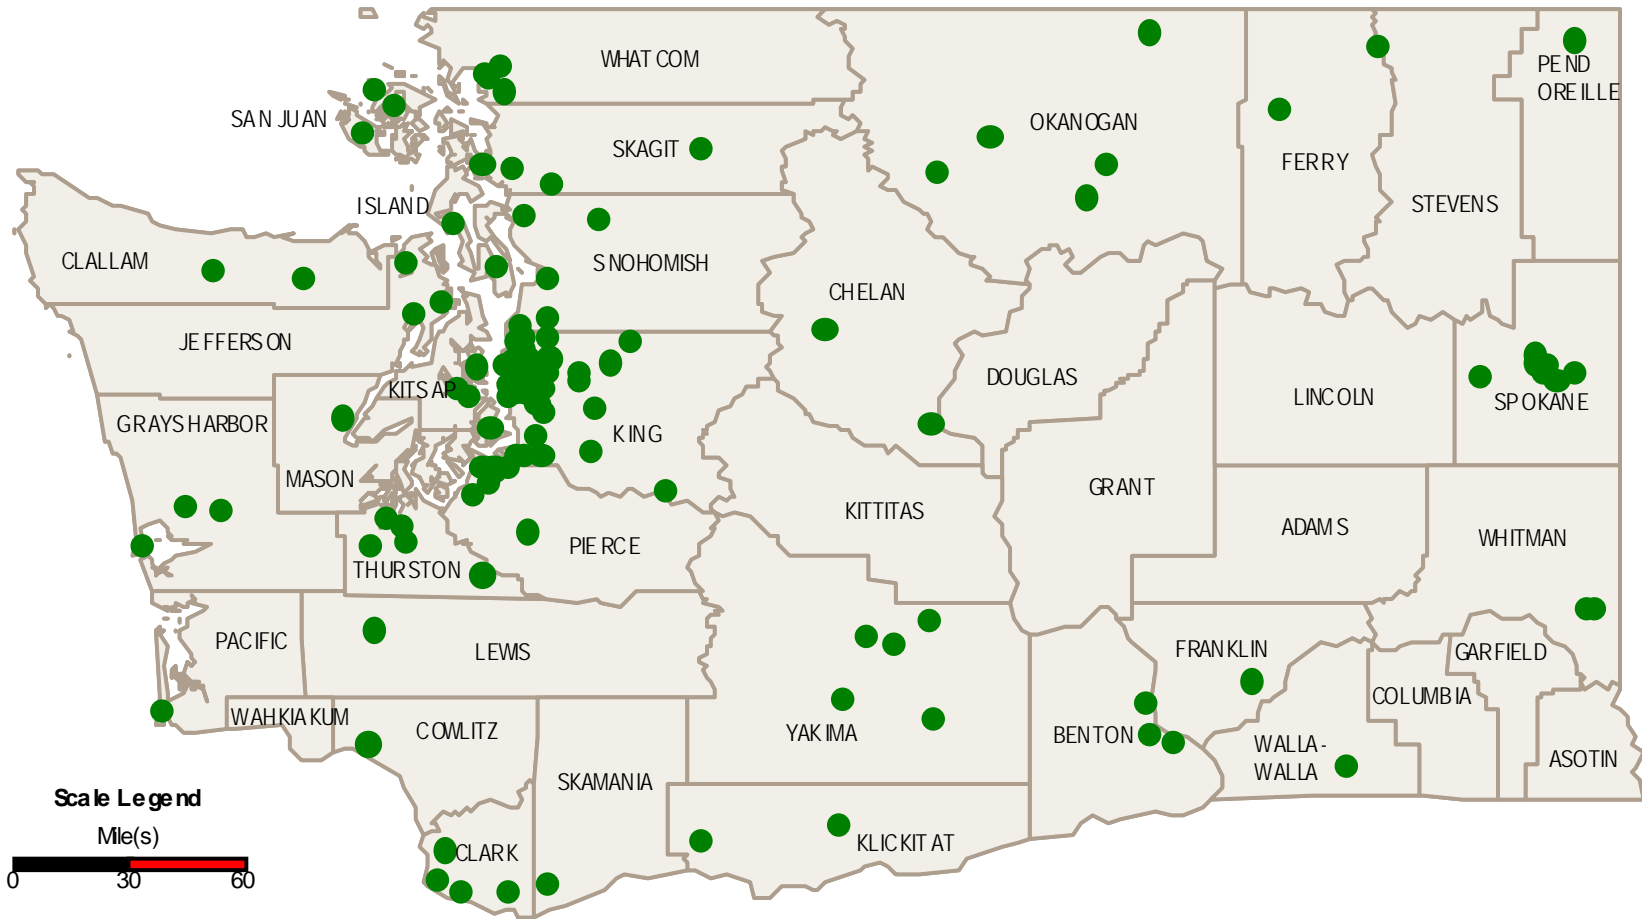 WHATCOM
PEND
OREILLE
SAN JUAN
OKANOGAN
SKAGIT
FERRY
STEVENS
ISLAND
CLALLAM
SNOHOMISH
CHELAN
JEFFERSON
DOUGLAS
KITSAP
LINCOLN
SPOKANE
GRAYS HARBOR
KING
MASON
GRANT
KITTITAS
ADAMS
WHITMAN
PIERCE
THURSTON
PACIFIC
LEWIS
FRANKLIN
GARFIELD
COLUMBIA
WAHKIAKUM
COWLITZ
YAKIMA
BENTON
WALLA-
WALLA
ASOTIN
SKAMANIA
Scale Legend
Mile(s)
0 30 60
CLARK
KLICKITAT